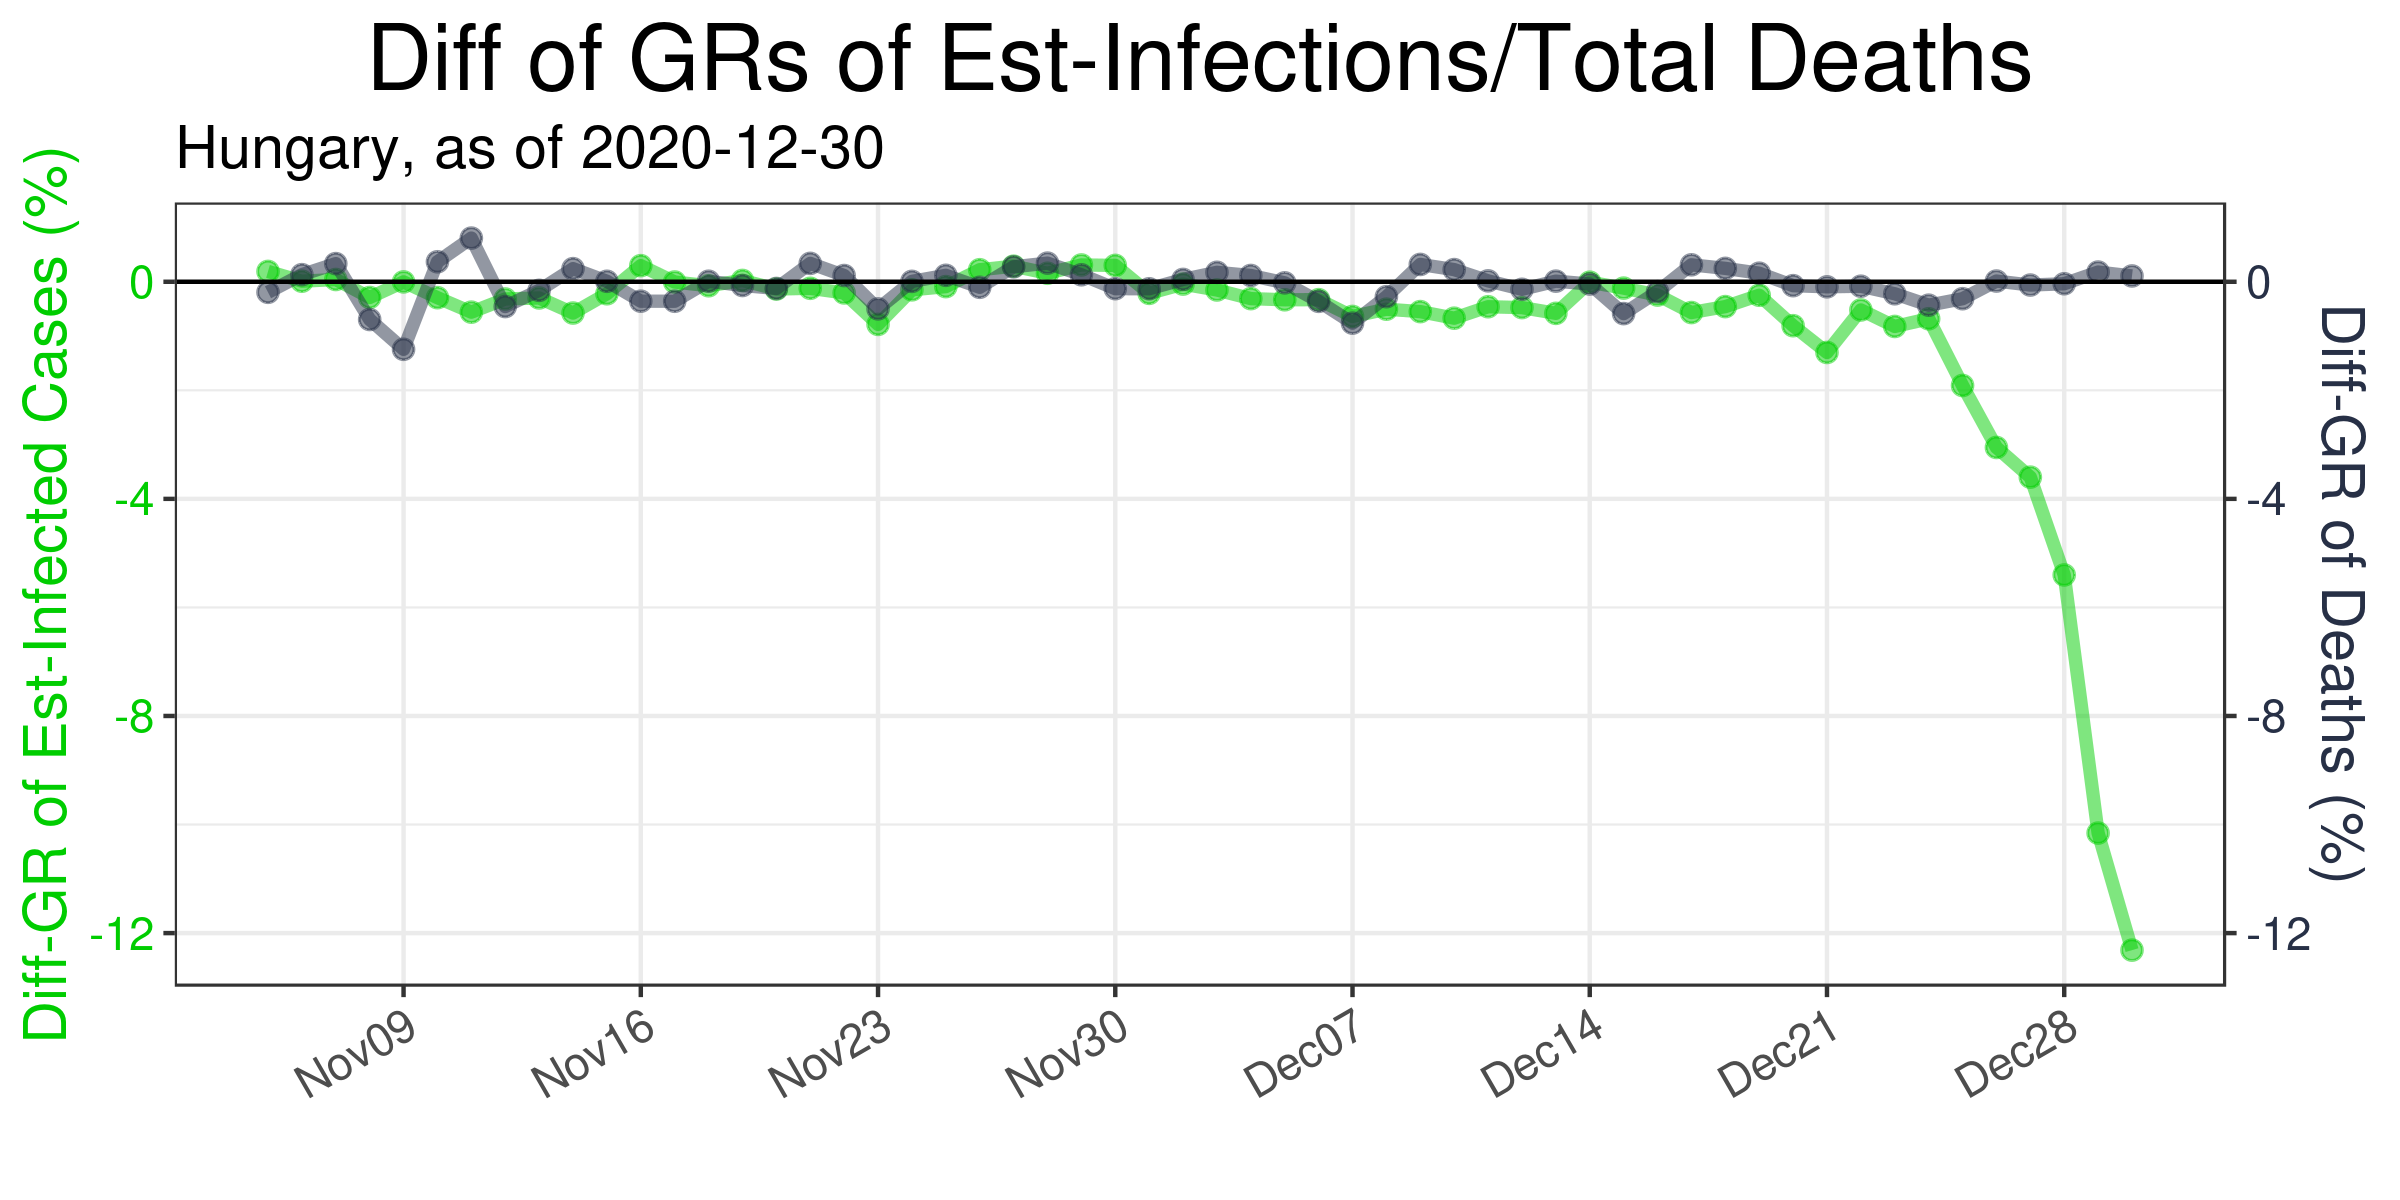 Diff of GRs of Est-Infections/Total Deaths
Hungary, as of 2020-12-30
Diff-GR of Est-Infected Cases (%)
0
-4
-8
-12
0
-4
-8
-12
Diff-GR of Deaths (%)
Nov09
Nov16
Nov23
Nov30
Dec07
Dec14
Dec21
Dec28